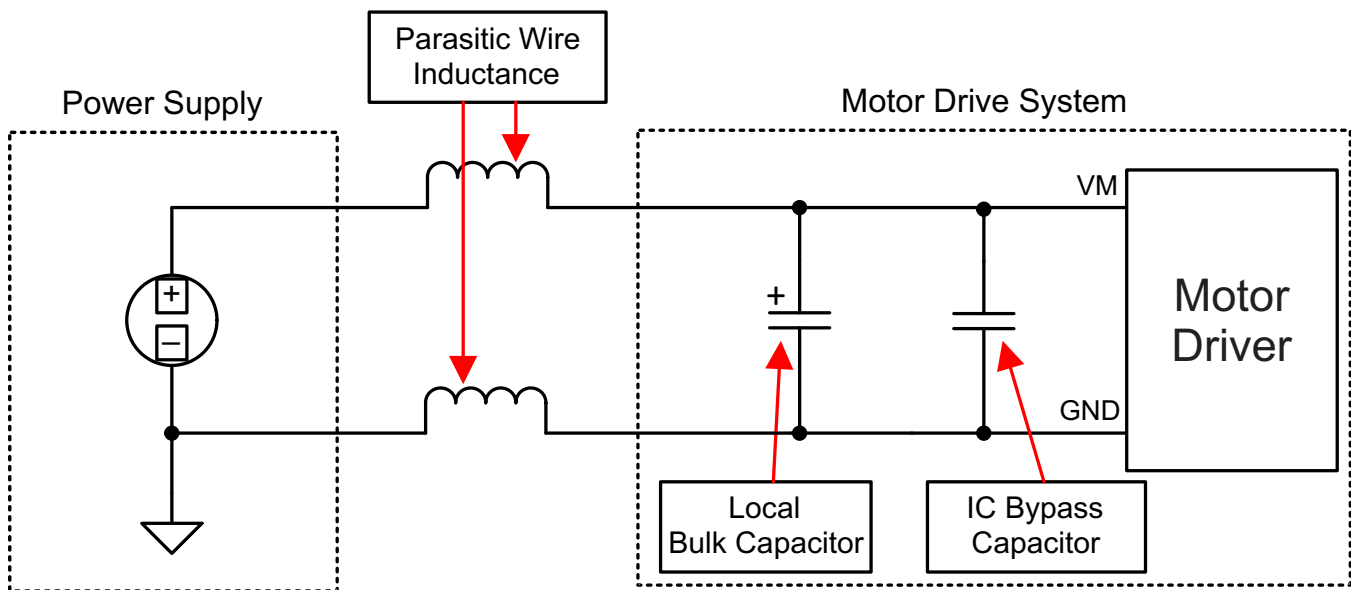 Parasitic Wire
Inductance
Power Supply
Motor Drive System
VM
+
–
+
Motor
Driver
GND
Local
Bulk Capacitor
IC Bypass
Capacitor